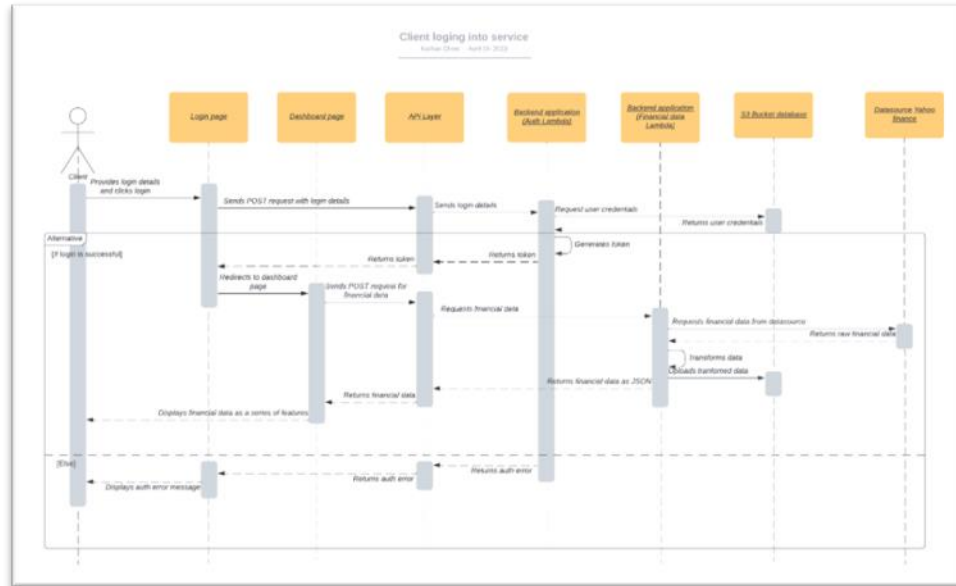 Client loging into service
April 19, 2023
Login page
Dashboard page
API Layer
Backend application
(Auth Lambda)
Backend application
(Financial data
Lambda)
S3 Bucket database
Datasource Yahoo
finance
Client
Provides login details
and clicks login
Sends POST request with login details
Sends login details
Request user credentials
Returns user credentials
Alternative
[If login is successful]
Generates token
Returns token
Returns token
Redirects to dashboard
page
Sends POST request for
financial data
Requests financial data
Requests financial data from datasource
Returns raw financial data
Transforms data
Uploads tranformed data
Returns financial data as JSON
Returns financial data
Displays financial data as a series of features
[Else]
Returns auth error
Returns auth error
Displays auth error message